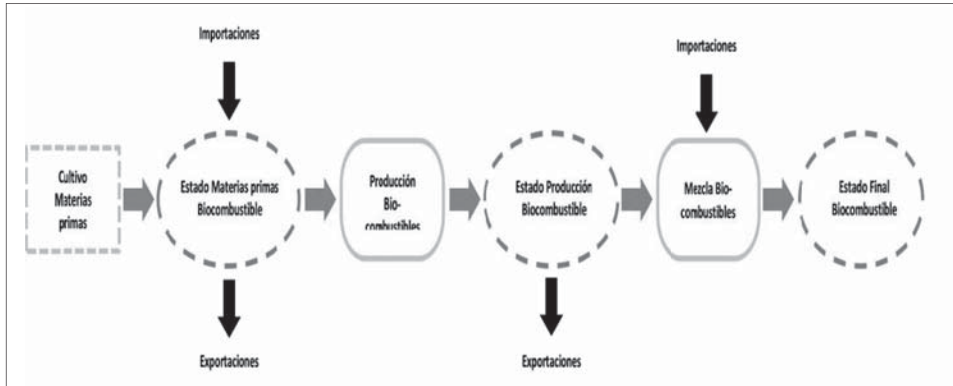 Importaciones
Importaciones
Cultivo
Materias
primas
Estado Materias primas
Biocombustible
Producción
Bio-
combustibles
Estado Producción
Biocombustible
Mezcla Bio-
combustibles
Estado Final
Biocombustible
Exportaciones
Exportaciones